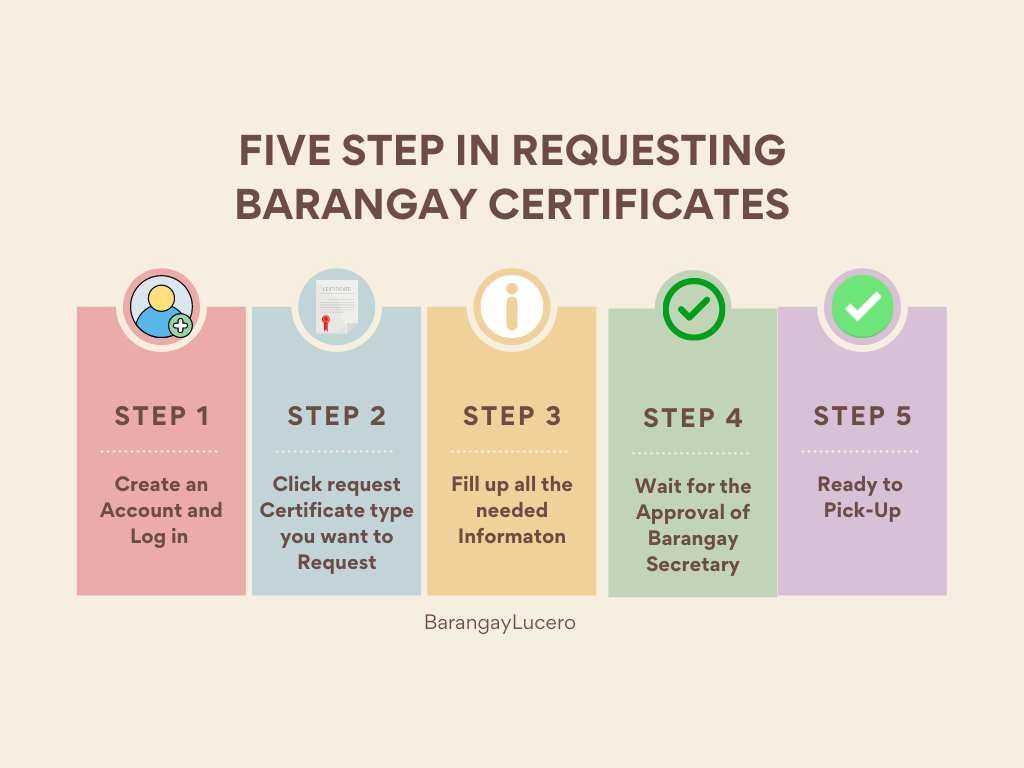 FIVE STEP IN REQUESTING
BARANGAY CERTIFICATES
CERTIFICATE
STEP 1
Create an
Account and
Log in
STEP 2
Click request
Certificate type
you want to
Request
STEP 3
Fill up all the
needed
Informaton
STEP 4
Wait for the
Approval of
Barangay
Secretary
STEP 5
Ready to
Pick-Up
BarangayLucero